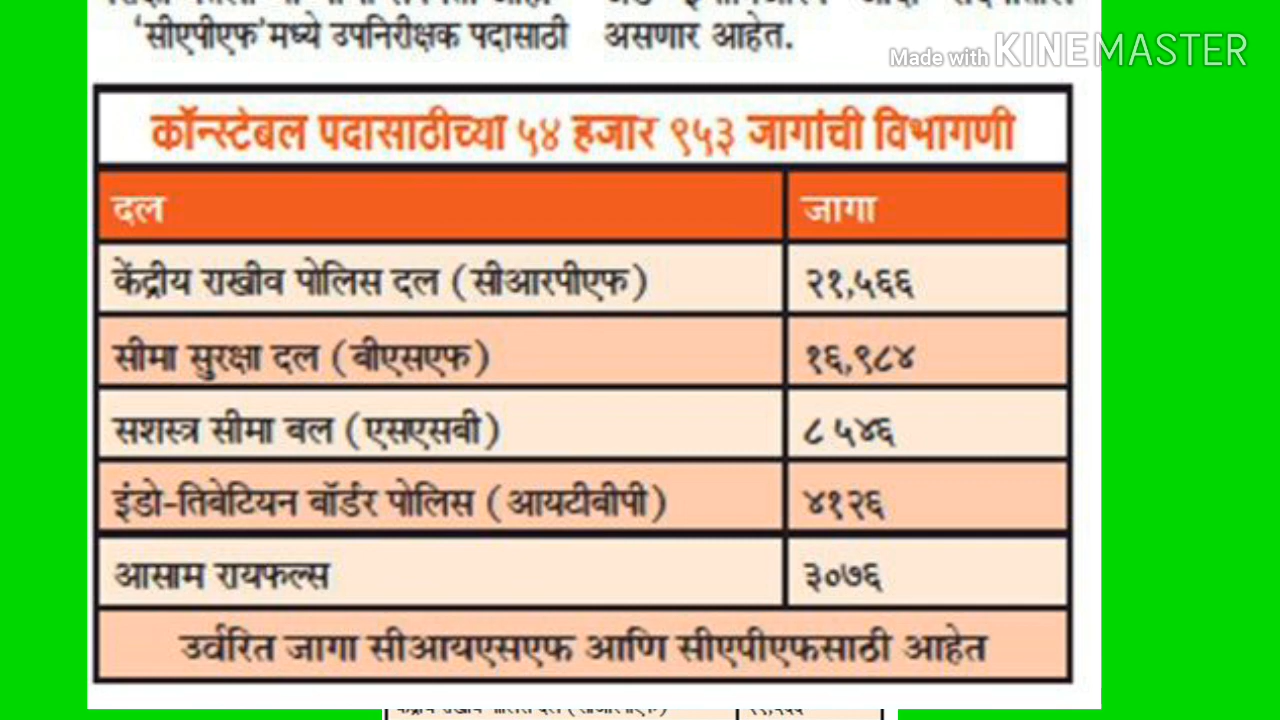 'सीएपीएफ'मध्ये उपनिरीक्षक पदासाठी असणार आहेत.
Made with KINEMASTER
कॉन्स्टेबल पदासाठीच्या ५४ हजार ९५३ जागांची विभागणी
दल जागा
केंद्रीय राखीव पोलिस दल (सीआरपीएफ) २१,५६६
सीमा सुरक्षा दल (बीएसएफ) १६,९८४
सशस्त्र सीमा बल (एसएसबी) ८५४६
इंडो-तिबेटियन बॉर्डर पोलिस (आयटीबीपी) ४१२६
आसाम रायफल्स ३०७६
उर्वरित जागा सीआयएसएफ आणि सीएपीएफसाठी आहेत